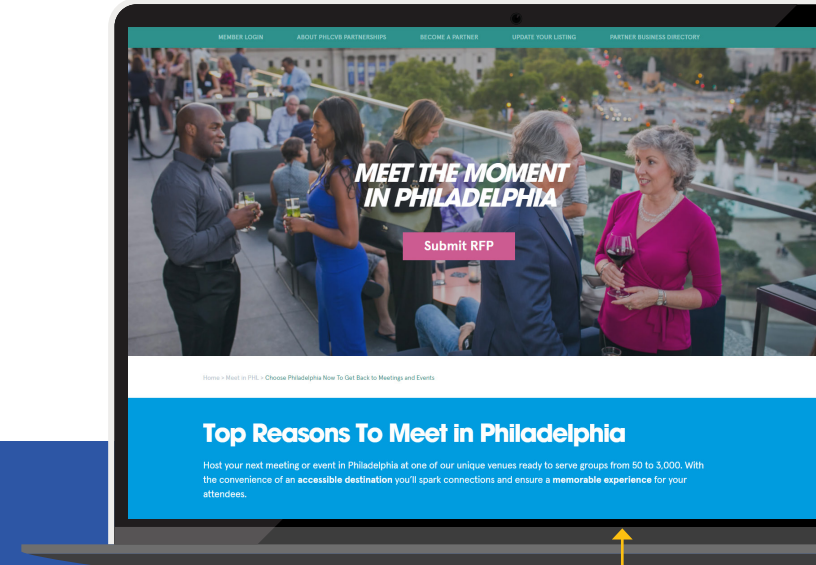 MEMBER LOGIN ABOUT PHLCVB PARTNERSHIPS BECOME A PARTNER UPDATE YOUR LISTING PARTNER BUSINESS DIRECTORY
MEET THE MOMENT
IN PHILADELPHIA
Submit RFP
Home > Meet in PHL > Choose Philadelphia Now To Get Back to Meetings and Events
Top Reasons To Meet in Philadelphia
Host your next meeting or event in Philadelphia at one of our unique venues ready to serve groups from 50 to 3,000. With
the convenience of an accessible destination you'll spark connections and ensure a memorable experience for your
attendees.